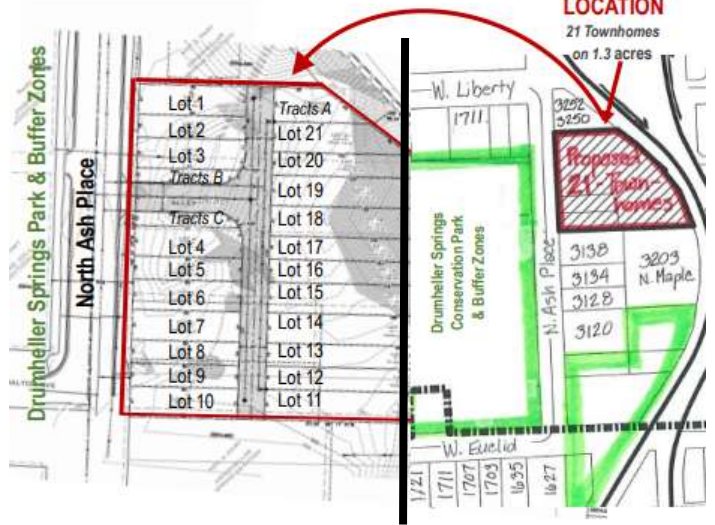 LOCATION
21 Townhomes
on 1.3 acres
Drumheller Springs Park & Buffer Zones
North Ash Place
Lot 1
Lot 2
Lot 3
Tracts B
Tracts C
Lot 4
Lot 5
Lot 6
Lot 7
Lot 8
Lot 9
Lot 10
Tracts A
Lot 21
Lot 20
Lot 19
Lot 18
Lot 17
Lot 16
Lot 15
Lot 14
Lot 13
Lot 12
Lot 11
W. Liberty
1711
3252
3250
Proposed
21 - Town-
homes
Drumheller Springs
Conservation Park
& Buffer Zones
N. Ash Place
3138
3134
3128
3120
3203
N. Maple
W. Euclid
1711
1707
1703
1635
1627